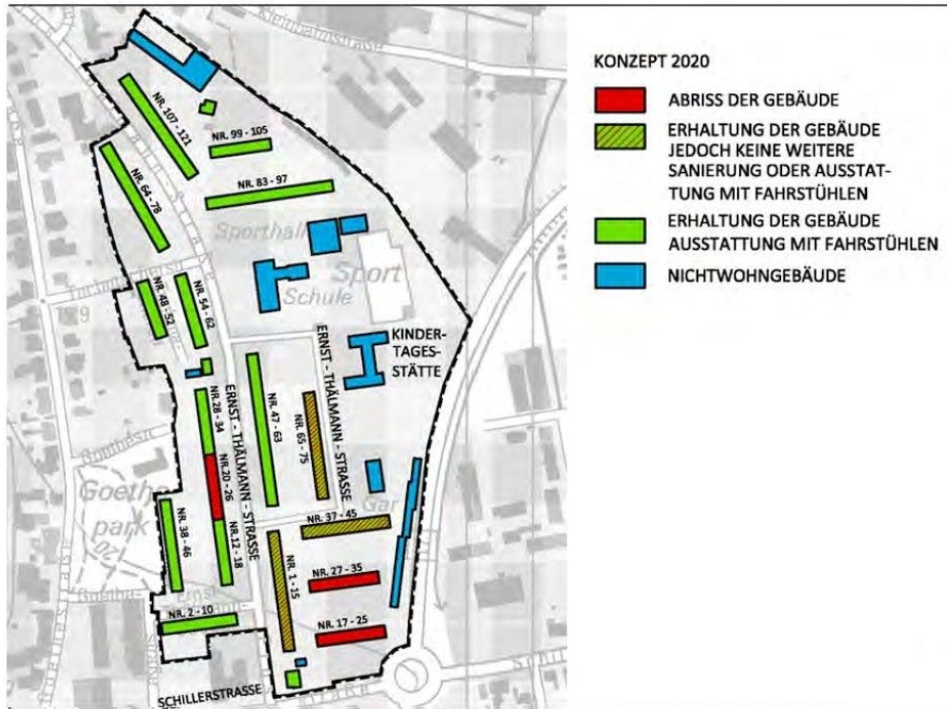 KONZEPT 2020
ABRISS DER GEBÄUDE
ERHALTUNG DER GEBÄUDE
JEDOCH KEINE WEITERE
SANIERUNG ODER AUSSTAT-
TUNG MIT FAHRSTÜHLEN
ERHALTUNG DER GEBÄUDE
AUSSTATTUNG MIT FAHRSTÜHLEN
NICHTWOHNGEBÄUDE
NR. 107 - 121
NR. 99 - 105
NR. 64 - 78
NR. 83 - 97
Sporthall
Sport
Schule
NR. 48 - 52
NR. 54 - 62
KINDER-
TAGES-
STÄTTE
ERNST - THÄLMANN - STRASSE
NR. 28 - 34
ERNST - THÄLMANN - STRASSE
NR. 47 - 63
NR. 65 - 75
NR. 20 - 26
Goethe
park
Gar
NR. 38 - 46
NR. 12 - 18
NR. 37 - 45
NR. 1 - 15
NR. 27 - 35
NR. 2 - 10
NR. 17 - 25
SCHILLERSTRASSE